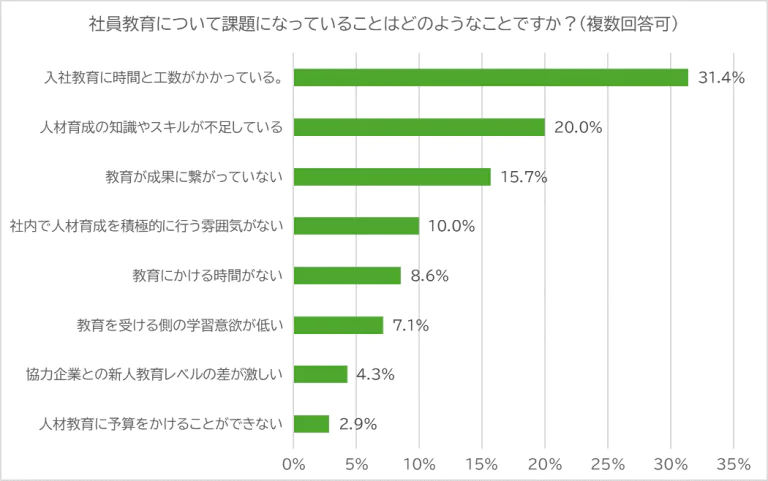 社員教育について課題になっていることはどのようなことですか？（複数回答可）
入社教育に時間と工数がかかっている。 31.4%
人材育成の知識やスキルが不足している 20.0%
教育が成果に繋がっていない 15.7%
社内で人材育成を積極的に行う雰囲気がない 10.0%
教育にかける時間がない 8.6%
教育を受ける側の学習意欲が低い 7.1%
協力企業との新人教育レベルの差が激しい 4.3%
人材教育に予算をかけることができない 2.9%
0% 5% 10% 15% 20% 25% 30% 35%